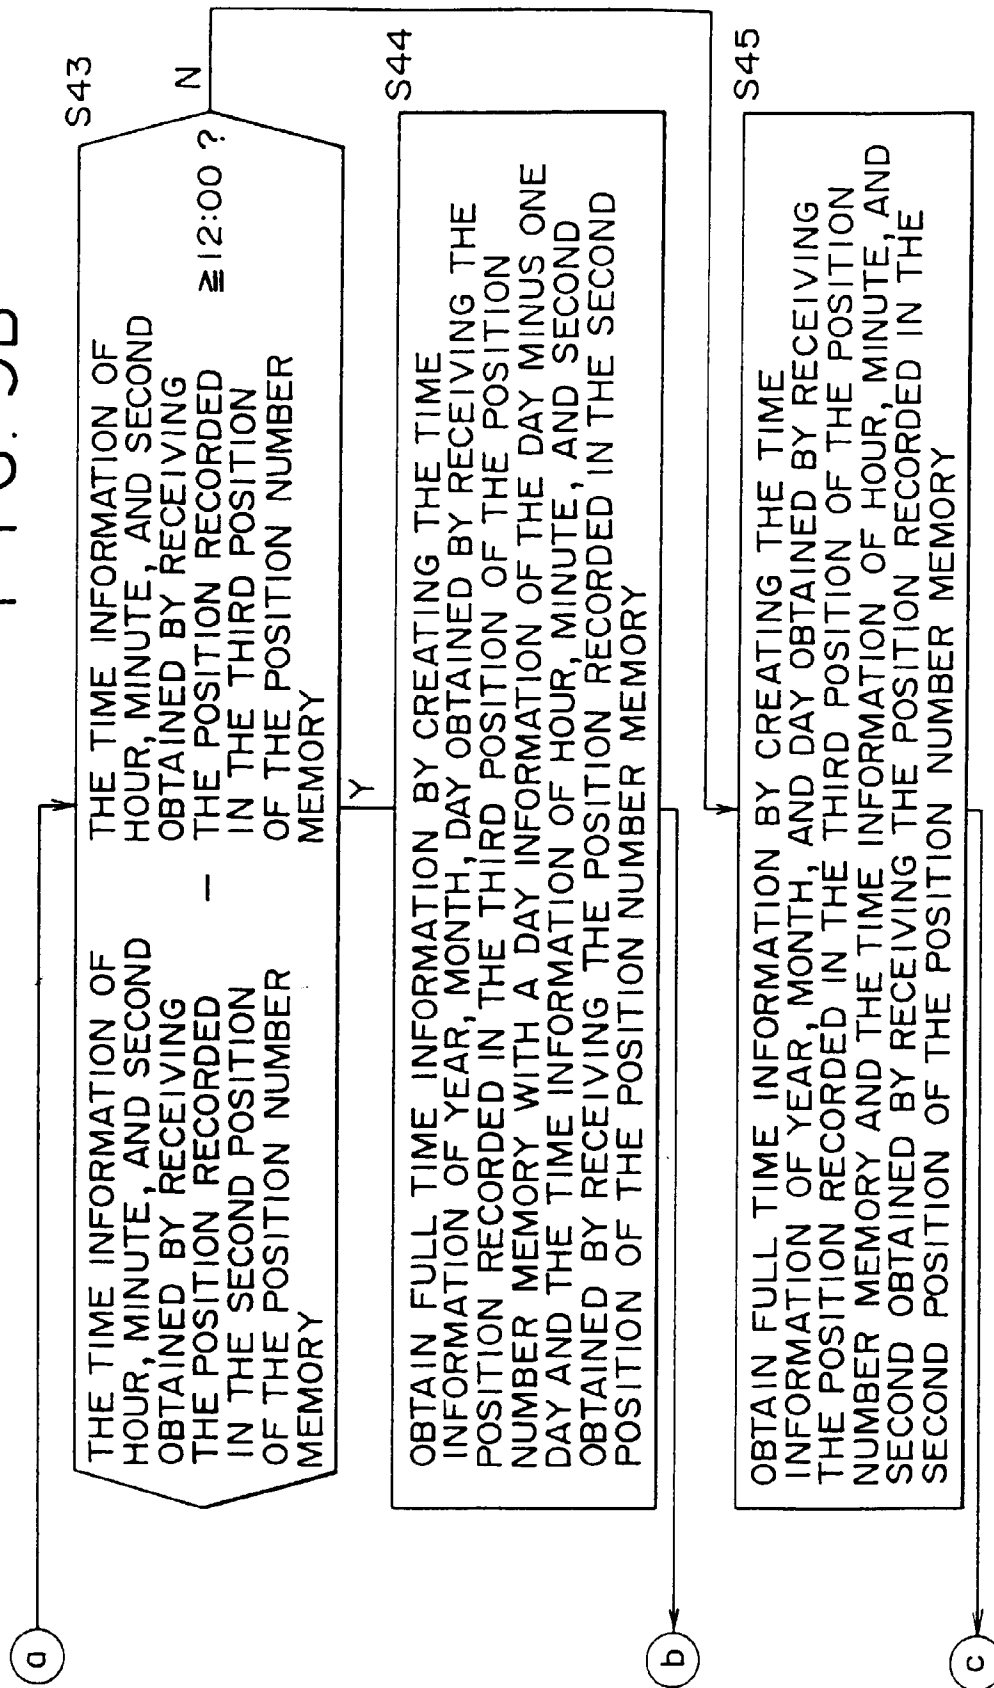 a
S43
THE TIME INFORMATION OF
HOUR, MINUTE, AND SECOND
OBTAINED BY RECEIVING
THE POSITION RECORDED
IN THE SECOND POSITION
OF THE POSITION NUMBER
MEMORY
—
THE TIME INFORMATION OF
HOUR, MINUTE, AND SECOND
OBTAINED BY RECEIVING
THE POSITION RECORDED
IN THE THIRD POSITION
OF THE POSITION NUMBER
MEMORY
≧12:00 ?
N
Y
S44
OBTAIN FULL TIME INFORMATION BY CREATING THE TIME
INFORMATION OF YEAR, MONTH, DAY OBTAINED BY RECEIVING THE
POSITION RECORDED IN THE THIRD POSITION OF THE POSITION
NUMBER MEMORY WITH A DAY INFORMATION OF THE DAY MINUS ONE
DAY AND THE TIME INFORMATION OF HOUR, MINUTE, AND SECOND
OBTAINED BY RECEIVING THE POSITION RECORDED IN THE SECOND
POSITION OF THE POSITION NUMBER MEMORY
b
S45
OBTAIN FULL TIME INFORMATION BY CREATING THE TIME
INFORMATION OF YEAR, MONTH, AND DAY OBTAINED BY RECEIVING
THE POSITION RECORDED IN THE THIRD POSITION OF THE POSITION
NUMBER MEMORY AND THE TIME INFORMATION OF HOUR, MINUTE, AND
SECOND OBTAINED BY RECEIVING THE POSITION RECORDED IN THE
SECOND POSITION OF THE POSITION NUMBER MEMORY
c